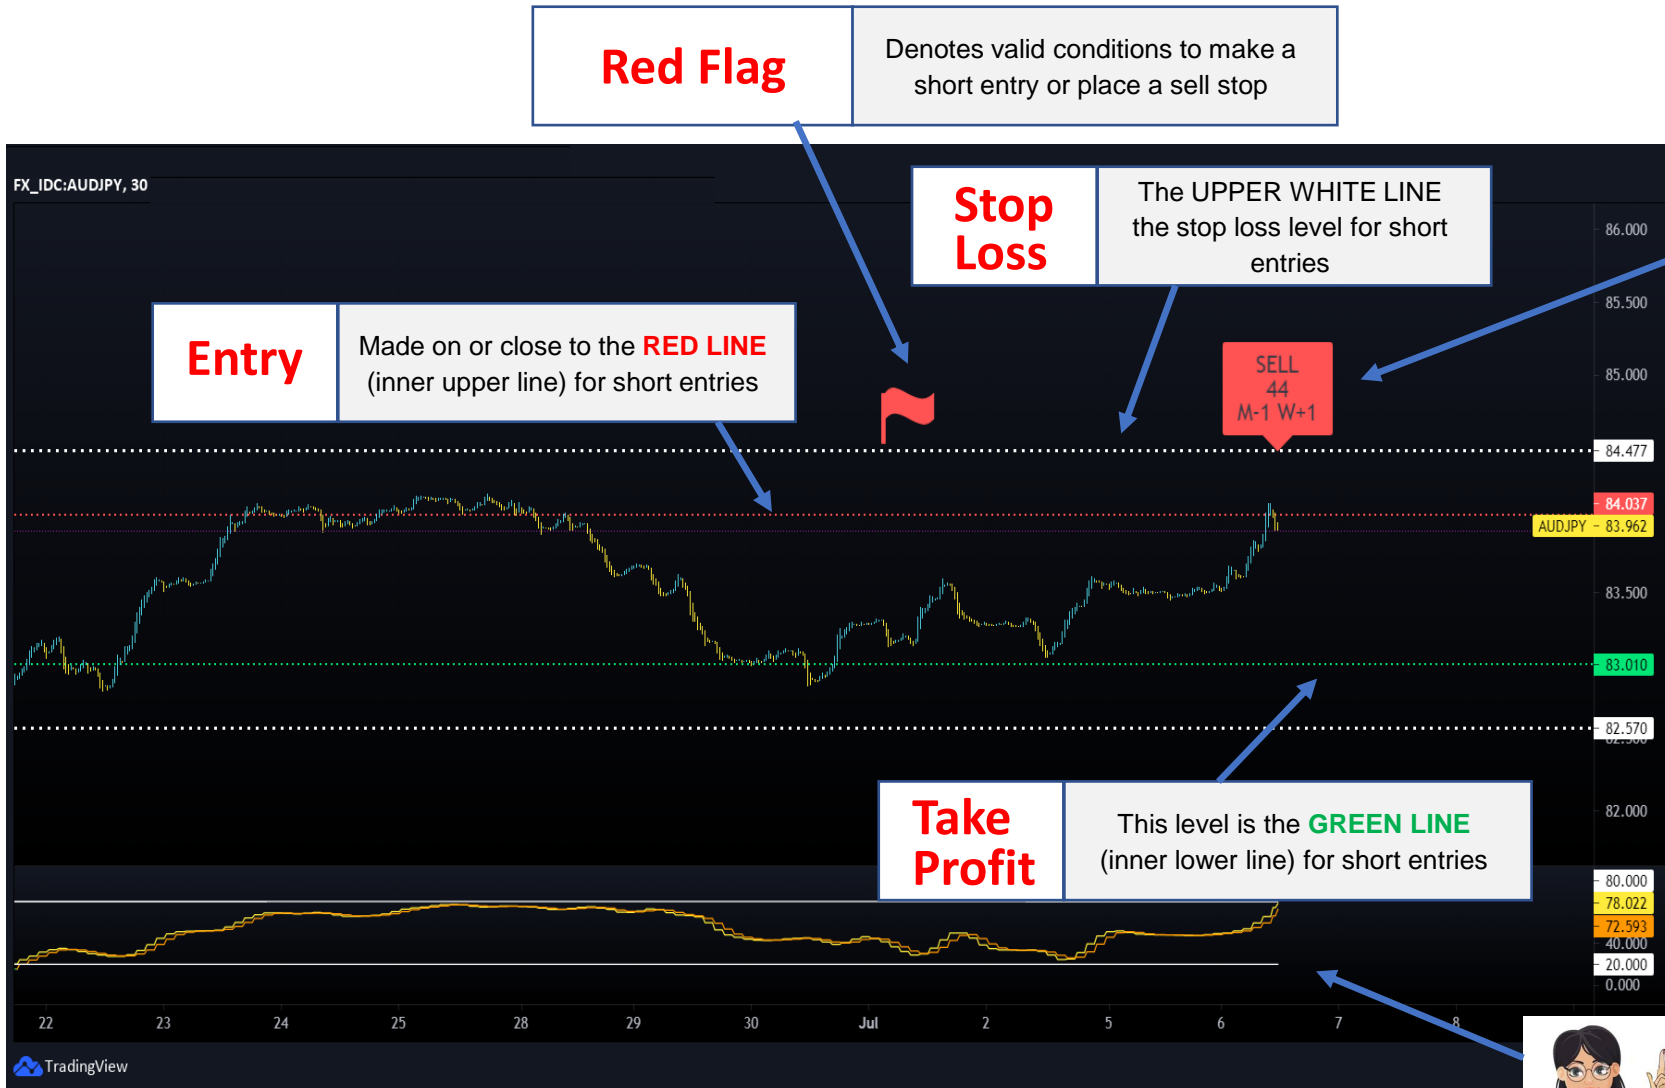 Red Flag
Denotes valid conditions to make a
short entry or place a sell stop
FX_IDC:AUDJPY, 30
Stop
Loss
The UPPER WHITE LINE
the stop loss level for short
entries
Entry
Made on or close to the RED LINE
(inner upper line) for short entries
SELL
44
M-1 W+1
86.000
85.500
85.000
84.477
84.037
AUDJPY 83.962
83.500
83.010
82.570
82.500
82.000
Take
Profit
This level is the GREEN LINE
(inner lower line) for short entries
80.000
78.022
72.593
40.000
20.000
0.000
22 23 24 25 28 29 30 Jul 2 5 6 7 8
TradingView